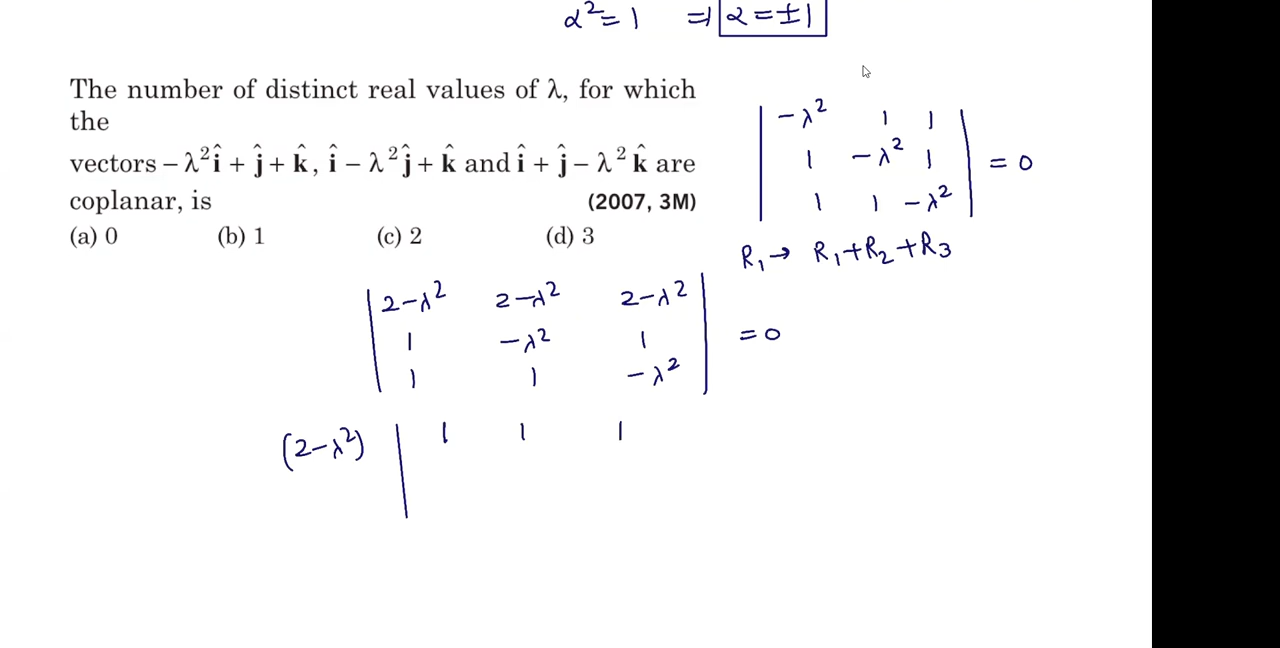 α² = 1 ⇒ α = ±1
The number of distinct real values of λ, for which
the
vectors − λ²î + ĵ + k̂, î − λ²ĵ + k̂ and î + ĵ − λ²k̂ are
coplanar, is (2007, 3M)
(a) 0 (b) 1 (c) 2 (d) 3
| −λ² 1 1 |
| 1 −λ² 1 | = 0
| 1 1 −λ² |
R₁ → R₁+R₂+R₃
| 2−λ² 2−λ² 2−λ² |
| 1 −λ² 1 | = 0
| 1 1 −λ² |
(2−λ²) | 1 1 1